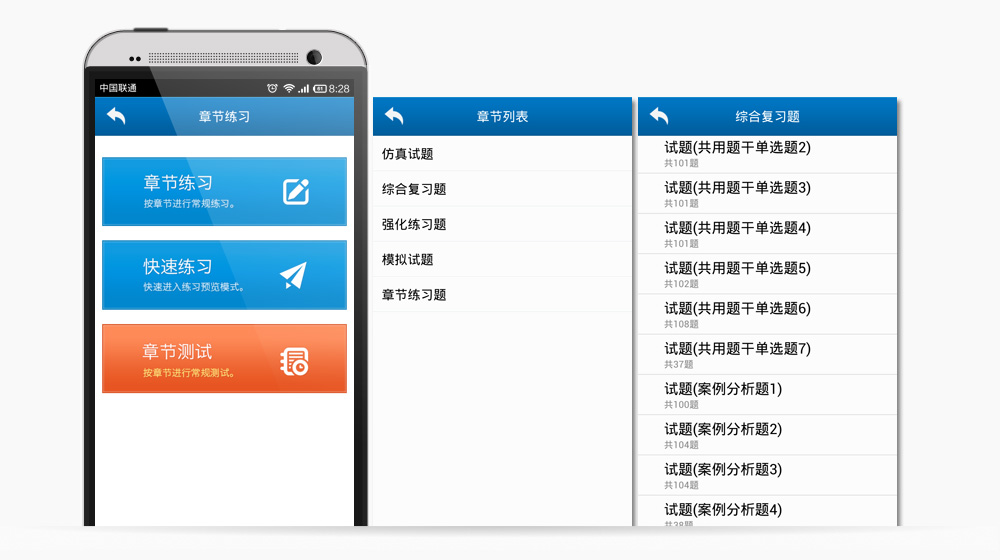 中国联通
8:28
章节练习
章节练习
按章节进行常规练习。
快速练习
快速进入练习预览模式。
章节测试
按章节进行常规测试。
章节列表
仿真试题
综合复习题
强化练习题
模拟试题
章节练习题
综合复习题
试题(共用题干单选题2)
共101题
试题(共用题干单选题3)
共101题
试题(共用题干单选题4)
共101题
试题(共用题干单选题5)
共102题
试题(共用题干单选题6)
共108题
试题(共用题干单选题7)
共37题
试题(案例分析题1)
共100题
试题(案例分析题2)
共104题
试题(案例分析题3)
共104题
试题(案例分析题4)
共38题